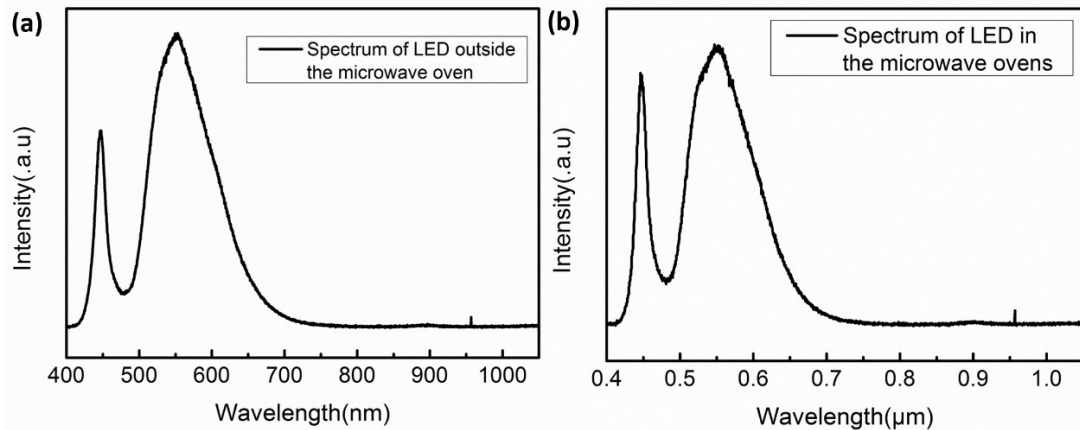 (a)
Spectrum of LED outside
the microwave oven
Intensity(.a.u)
400 500 600 700 800 900 1000
Wavelength(nm)
(b)
Spectrum of LED in
the microwave ovens
Intensity(.a.u)
0.4 0.5 0.6 0.7 0.8 0.9 1.0
Wavelength(μm)